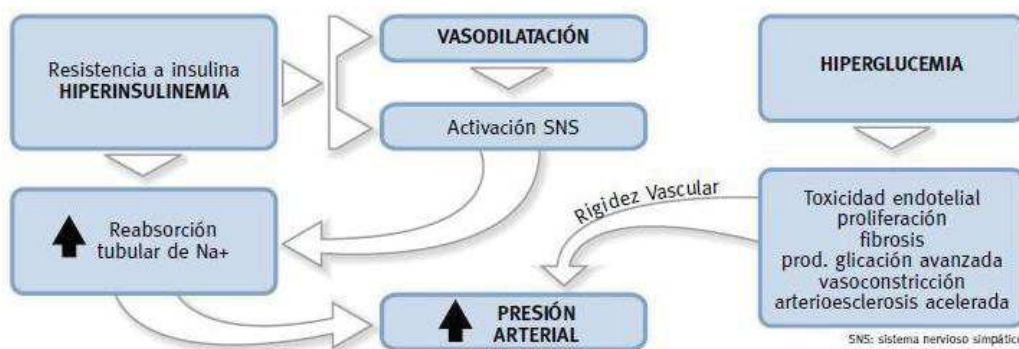 Resistencia a insulina
HIPERINSULINEMIA
VASODILATACIÓN
HIPERGLUCEMIA
Activación SNS
Reabsorción
tubular de Na+
Rigidez Vascular
Toxicidad endotelial
proliferación
fibrosis
prod. glicación avanzada
vasoconstricción
arterioesclerosis acelerada
PRESIÓN
ARTERIAL
SNS: sistema nervioso simpático